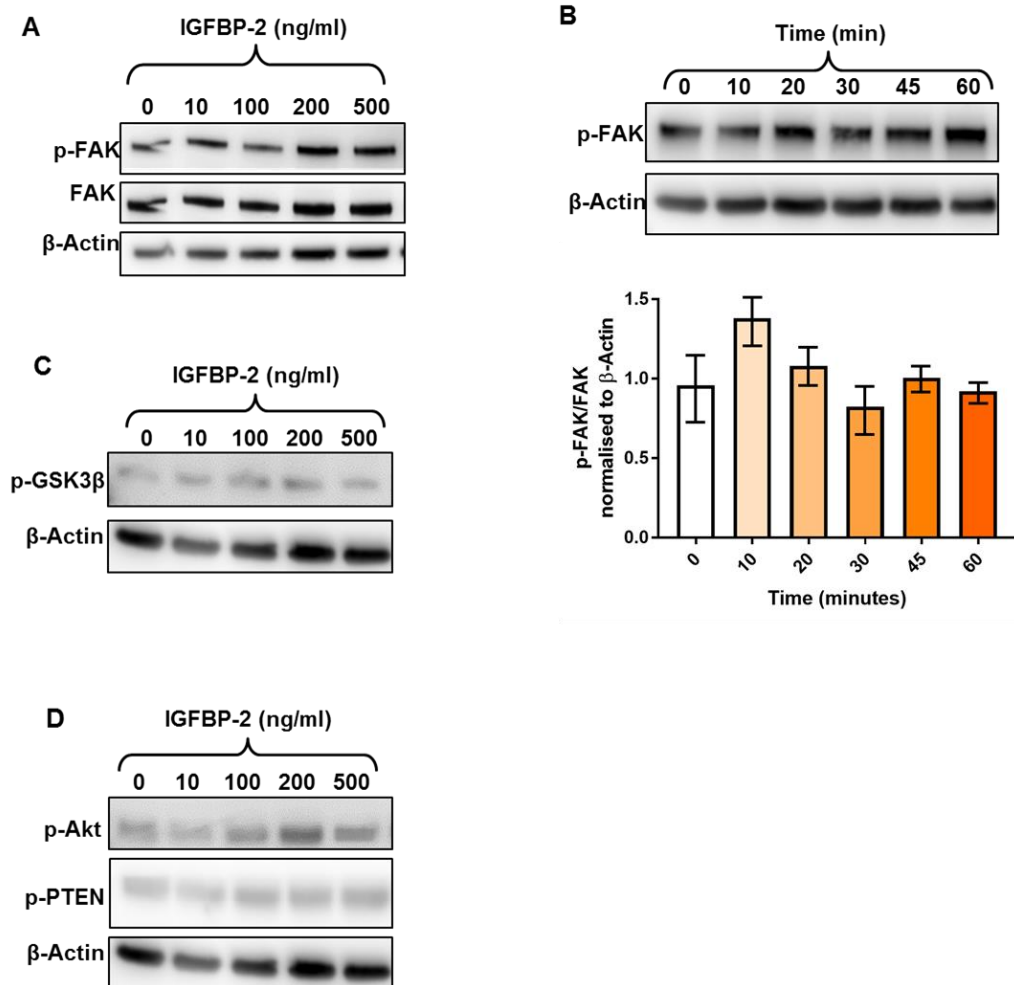 A
IGFBP-2 (ng/ml)
0 10 100 200 500
p-FAK
FAK
β-Actin
B
Time (min)
0 10 20 30 45 60
p-FAK
β-Actin
p-FAK/FAK
normalised to β-Actin
1.5
1.0
0.5
0.0
0 10 20 30 45 60
Time (minutes)
C
IGFBP-2 (ng/ml)
0 10 100 200 500
p-GSK3β
β-Actin
D
IGFBP-2 (ng/ml)
0 10 100 200 500
p-Akt
p-PTEN
β-Actin